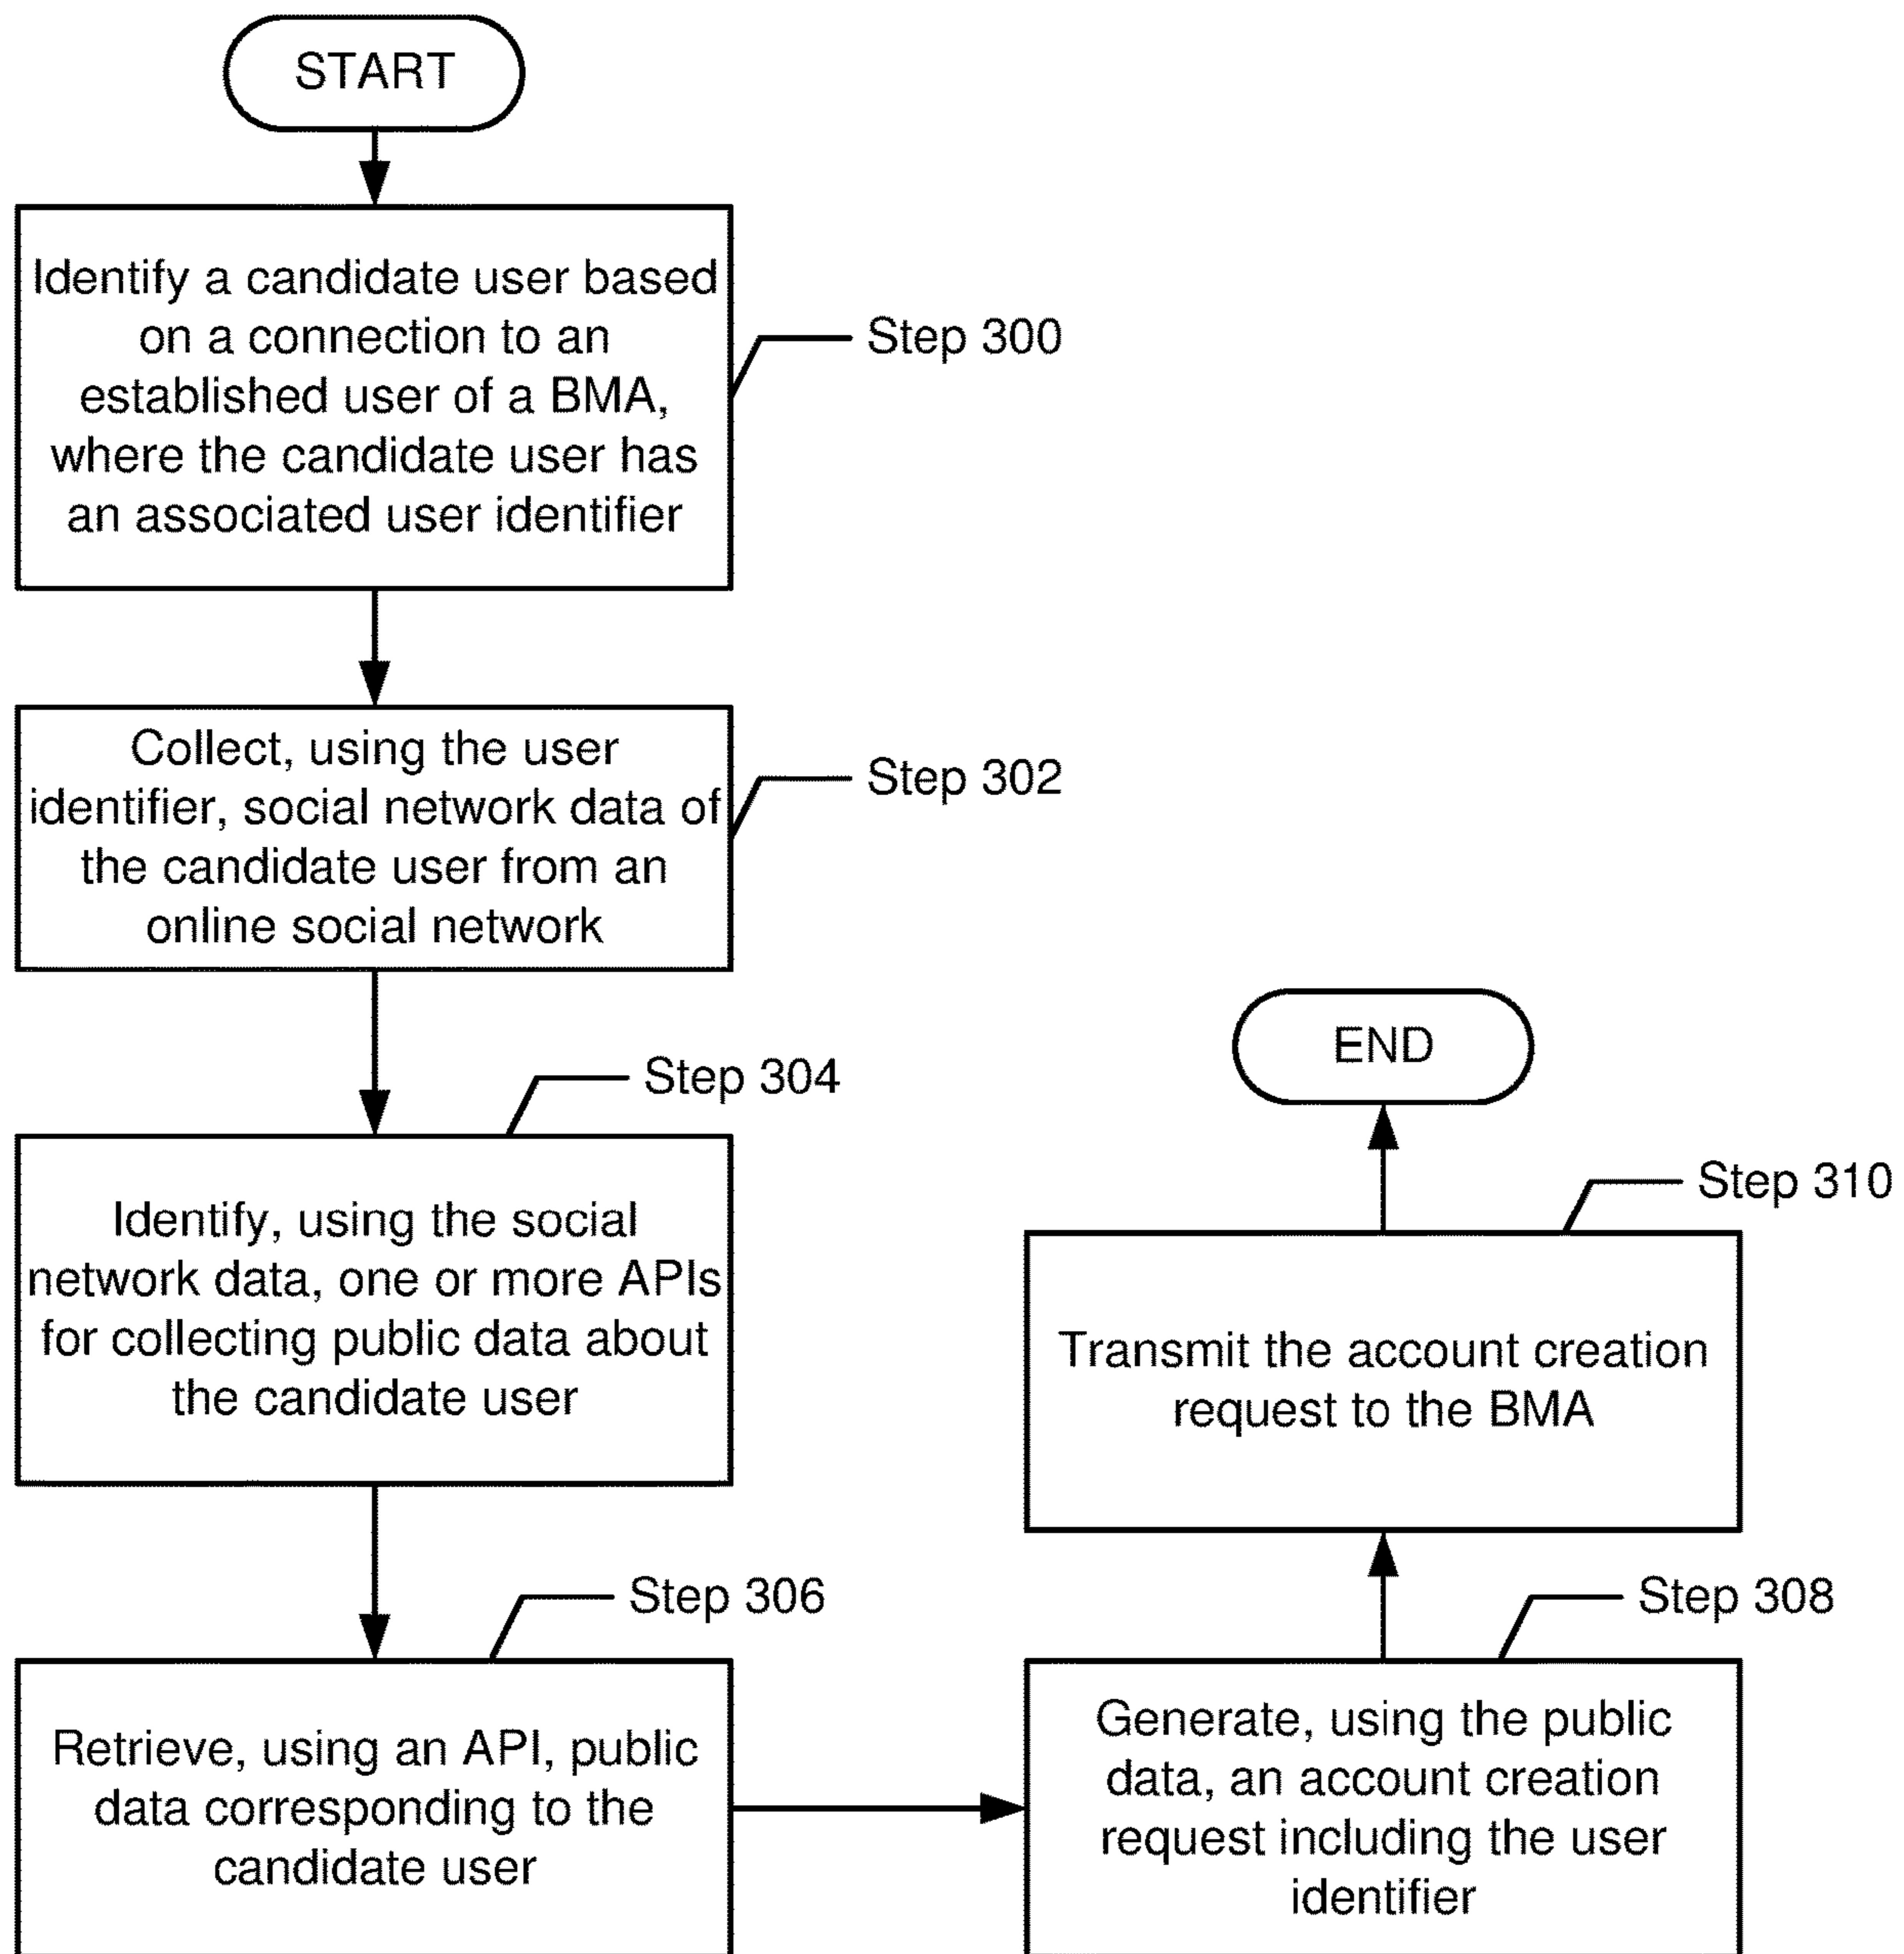 START
Identify a candidate user based
on a connection to an
established user of a BMA,
where the candidate user has
an associated user identifier
Step 300
Collect, using the user
identifier, social network data of
the candidate user from an
online social network
Step 302
Step 304
Identify, using the social
network data, one or more APIs
for collecting public data about
the candidate user
Step 306
Retrieve, using an API, public
data corresponding to the
candidate user
Step 308
Generate, using the public
data, an account creation
request including the user
identifier
Step 310
Transmit the account creation
request to the BMA
END